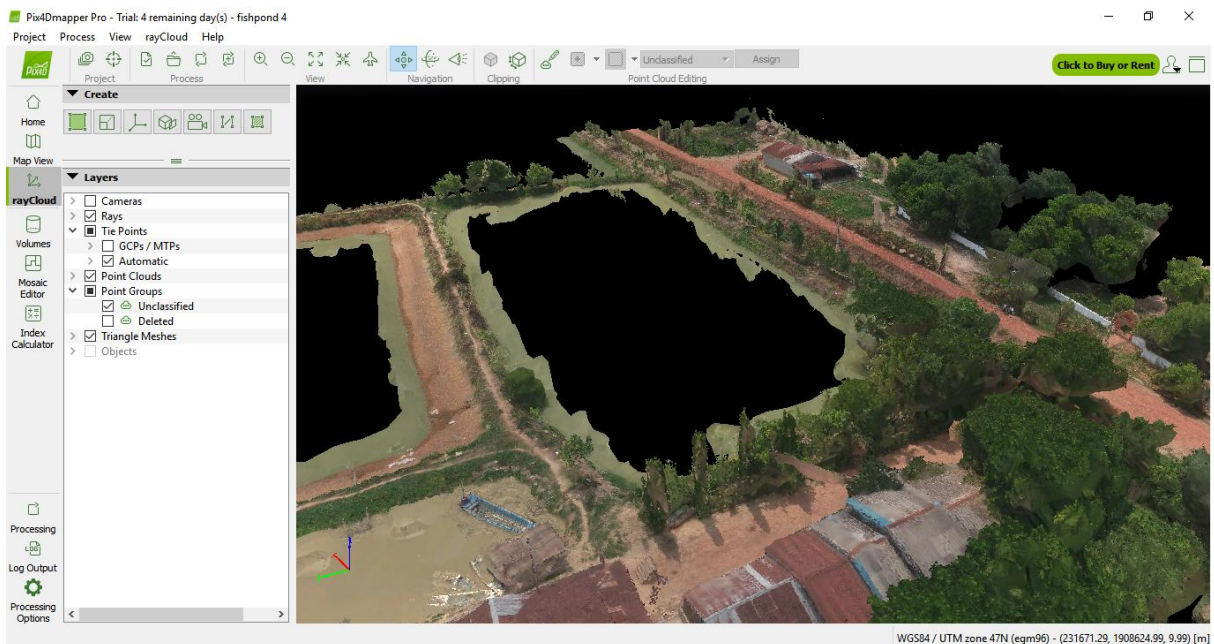 Pix4Dmapper Pro - Trial: 4 remaining day(s) - fishpond 4
Project Process View rayCloud Help
PIX4D
Project Process View Navigation Clipping Point Cloud Editing
Unclassified Assign
Click to Buy or Rent
Home
Map View
rayCloud
Volumes
Mosaic Editor
Index Calculator
Processing
Log Output
Processing Options
Create
Layers
Cameras
Rays
Tie Points
GCPs / MTPs
Automatic
Point Clouds
Point Groups
Unclassified
Deleted
Triangle Meshes
Objects
WGS84 / UTM zone 47N (egm96) - (231671.29, 1908624.99, 9.99) [m]